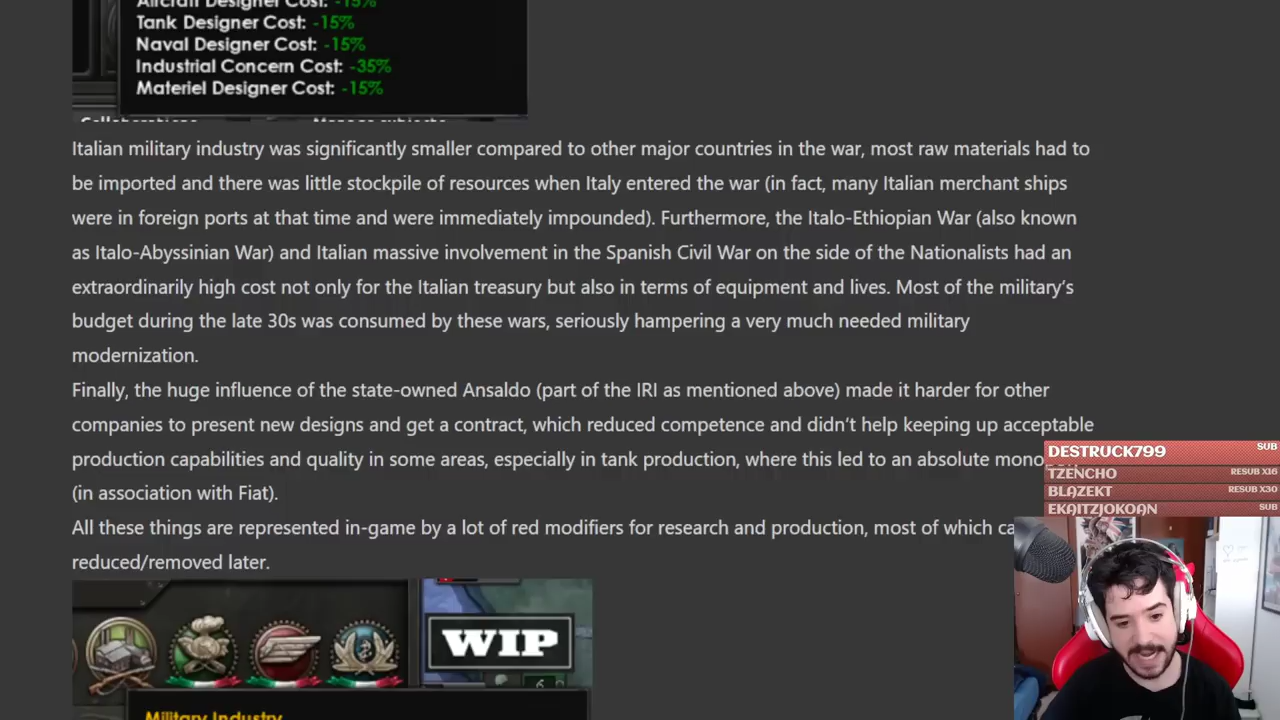 Aircraft Designer Cost: -15%
Tank Designer Cost: -15%
Naval Designer Cost: -15%
Industrial Concern Cost: -35%
Materiel Designer Cost: -15%
Italian military industry was significantly smaller compared to other major countries in the war, most raw materials had to
be imported and there was little stockpile of resources when Italy entered the war (in fact, many Italian merchant ships
were in foreign ports at that time and were immediately impounded). Furthermore, the Italo-Ethiopian War (also known
as Italo-Abyssinian War) and Italian massive involvement in the Spanish Civil War on the side of the Nationalists had an
extraordinarily high cost not only for the Italian treasury but also in terms of equipment and lives. Most of the military’s
budget during the late 30s was consumed by these wars, seriously hampering a very much needed military
modernization.
Finally, the huge influence of the state-owned Ansaldo (part of the IRI as mentioned above) made it harder for other
companies to present new designs and get a contract, which reduced competence and didn’t help keeping up acceptable
production capabilities and quality in some areas, especially in tank production, where this led to an absolute
(in association with Fiat).
All these things are represented in-game by a lot of red modifiers for research and production, most of which
reduced/removed later.
DESTRUCK799 SUB
TZENCHO RESUB X16
BLAZEKT RESUB X30
EKAITZJOKOAN SUB
WIP
6
Military Industry